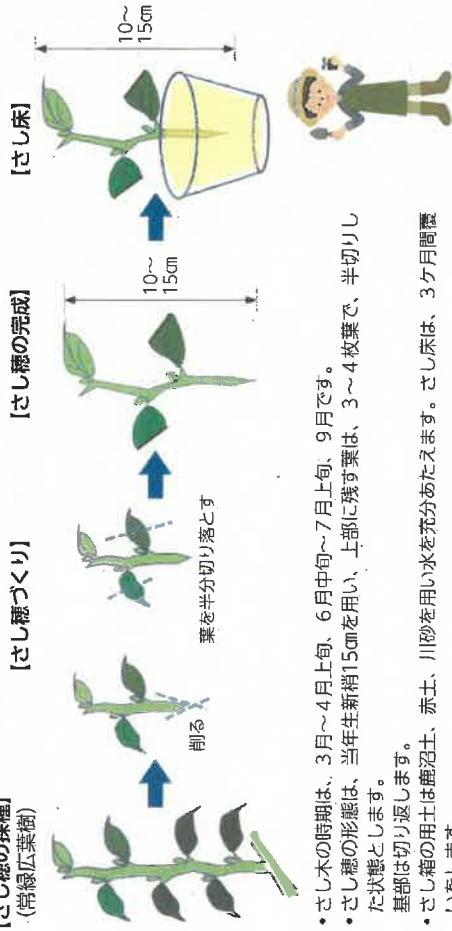 【さし穂の採種】
(常緑広葉樹)
【さし穂づくり】
【さし穂の完成】
【さし床】
削る
葉を半分切り落とす
10〜
15㎝
10〜
15㎝
・さし木の時期は、3月〜4月上旬、6月中旬〜7月上旬、9月です。
・さし穂の形態は、当年生新梢15㎝を用い、上部に残す葉は、3〜4枚葉で、半切りし
た状態とします。
基部は切り返します。
・さし箱の用土は鹿沼土、赤土、川砂を用い水を充分あたえます。さし床は、3ケ月間覆
いをします。